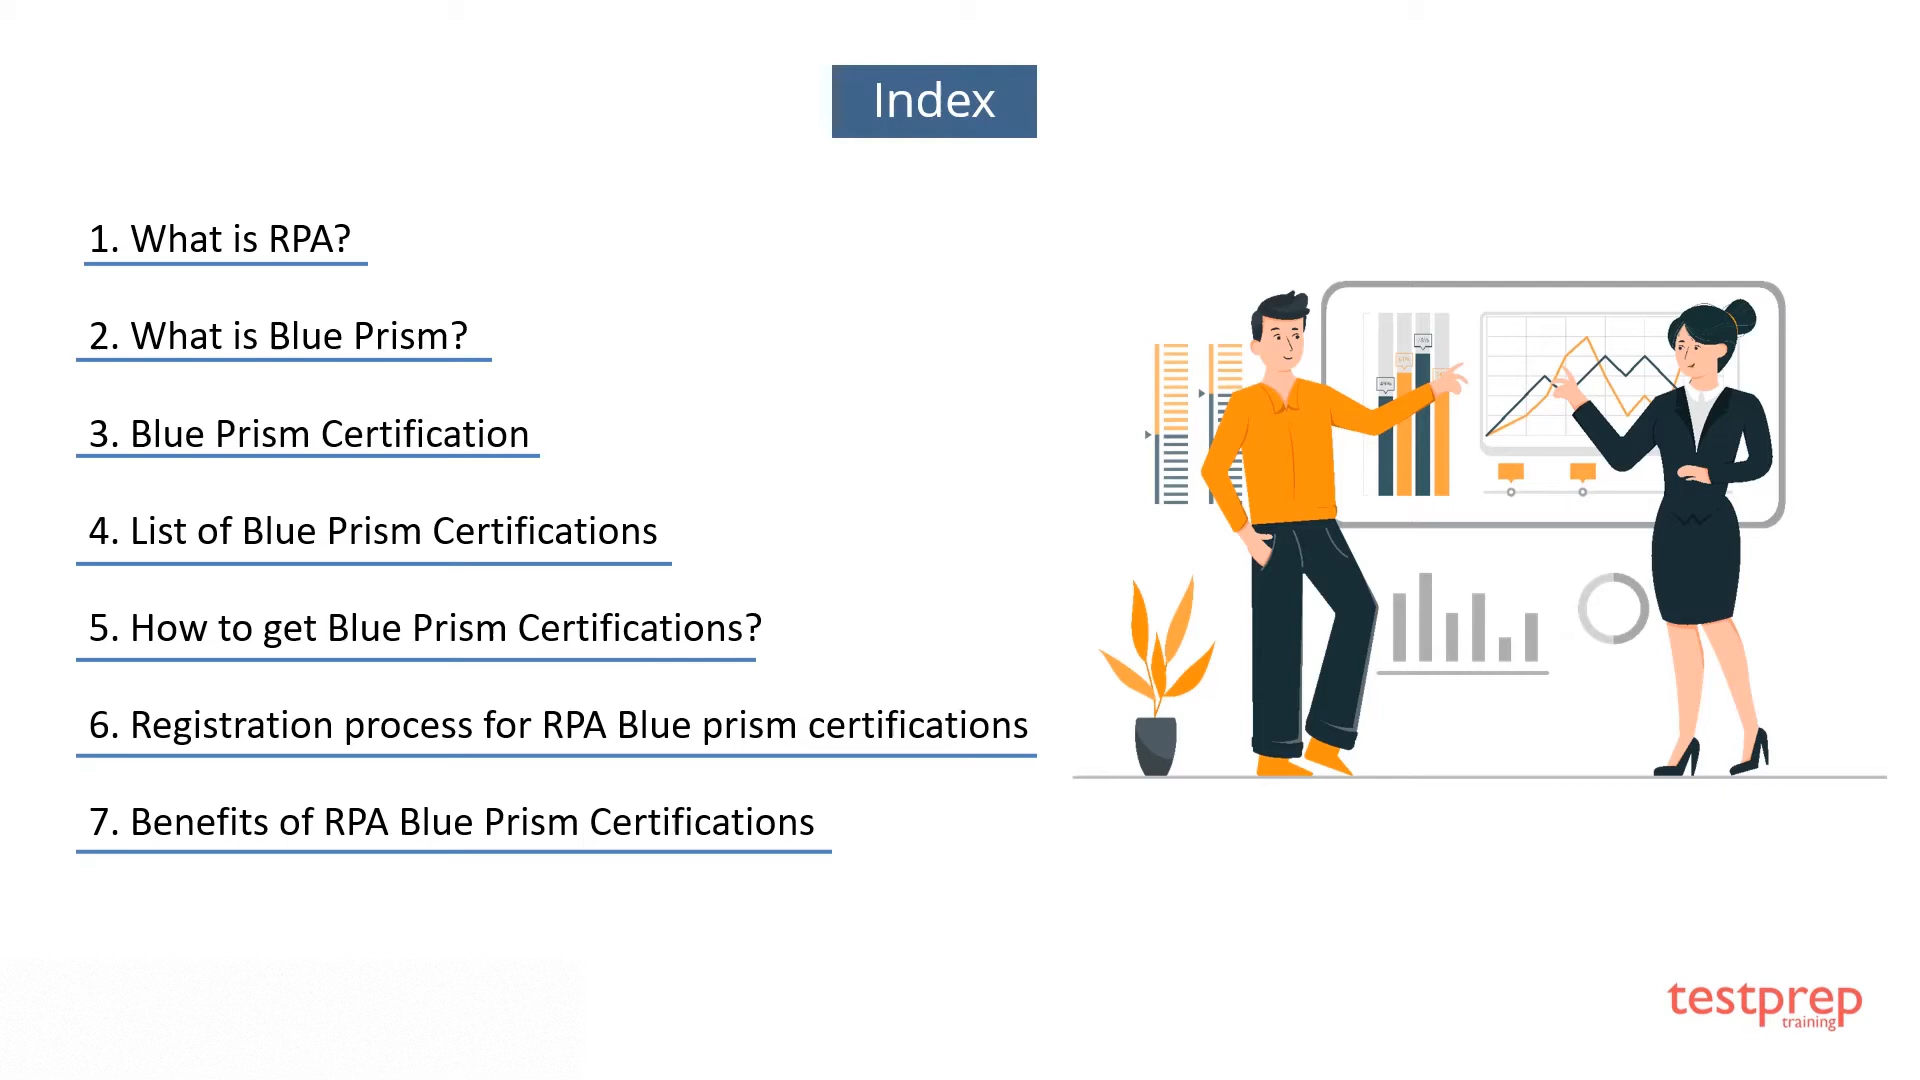 Index
1. What is RPA?
2. What is Blue Prism?
3. Blue Prism Certification
4. List of Blue Prism Certifications
5. How to get Blue Prism Certifications?
6. Registration process for RPA Blue prism certifications
7. Benefits of RPA Blue Prism Certifications
testprep
training